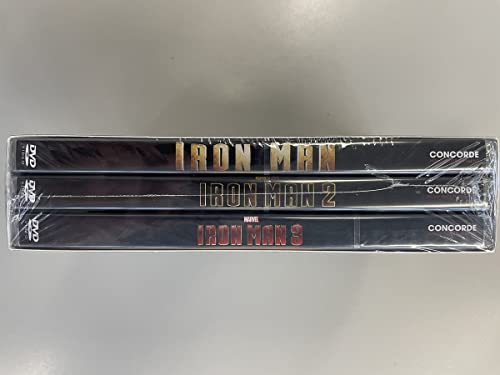 DVD
IRON MAN
CONCORDE
DVD
IRON MAN 2
CONCORDE
DVD
MARVEL
IRON MAN 3
CONCORDE